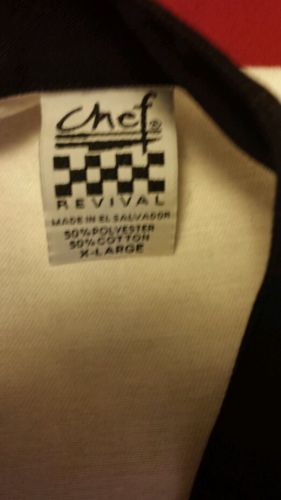 chef®
REVIVAL
MADE IN EL SALVADOR
50% POLYESTER
50% COTTON
X-LARGE